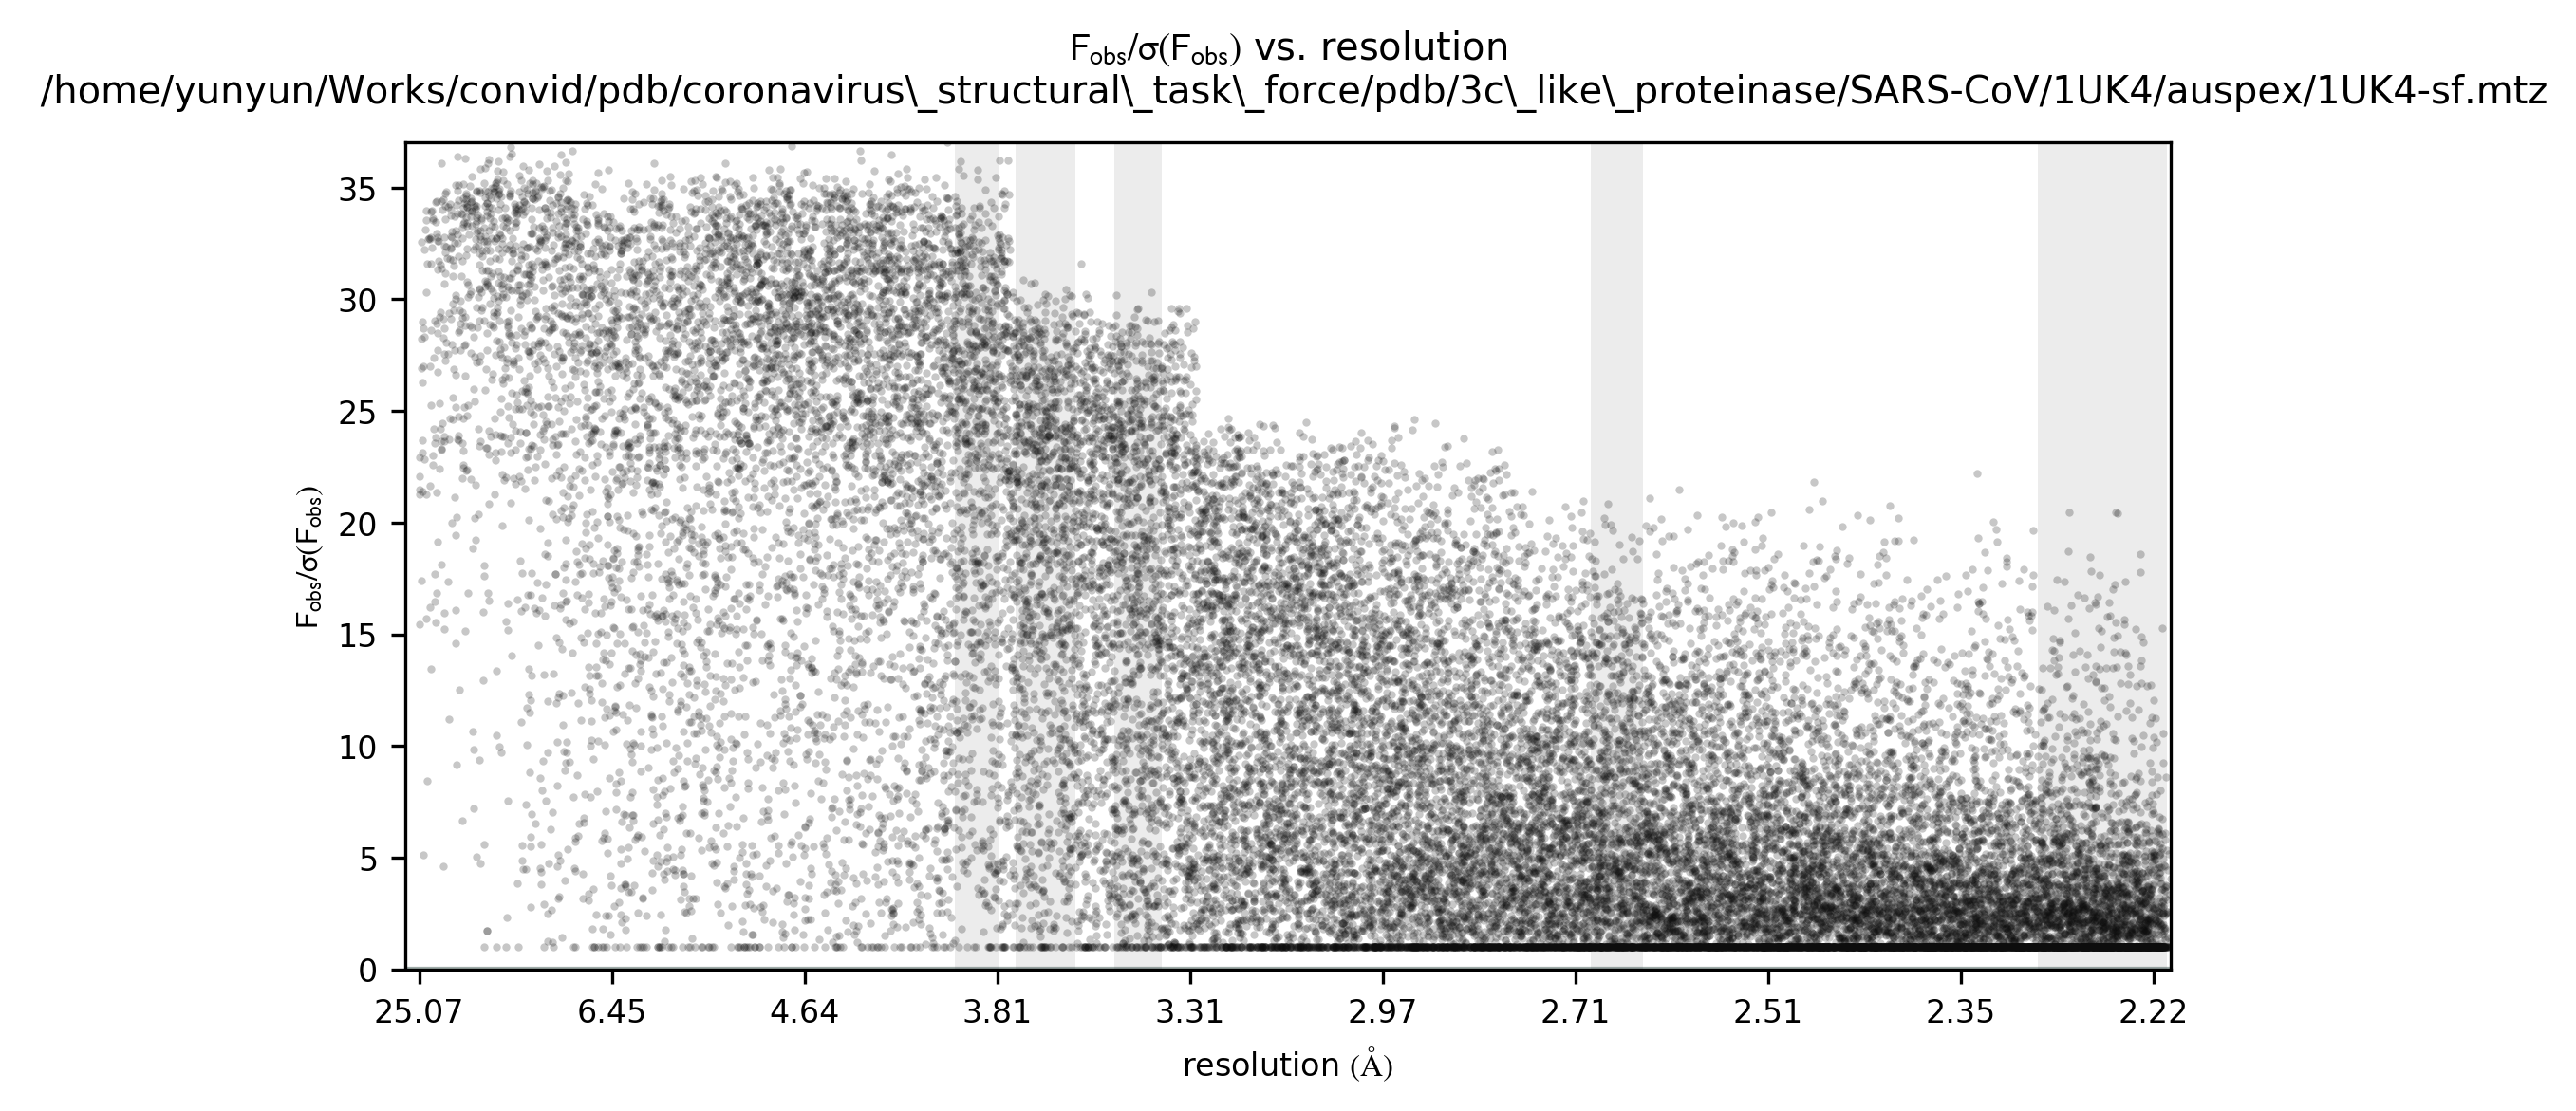 Fobs/σ(Fobs) vs. resolution
/home/yunyun/Works/convid/pdb/coronavirus\_structural\_task\_force/pdb/3c\_like\_proteinase/SARS-CoV/1UK4/auspex/1UK4-sf.mtz
Fobs/σ(Fobs)
35
30
25
20
15
10
5
0
25.07 6.45 4.64 3.81 3.31 2.97 2.71 2.51 2.35 2.22
resolution (Å)